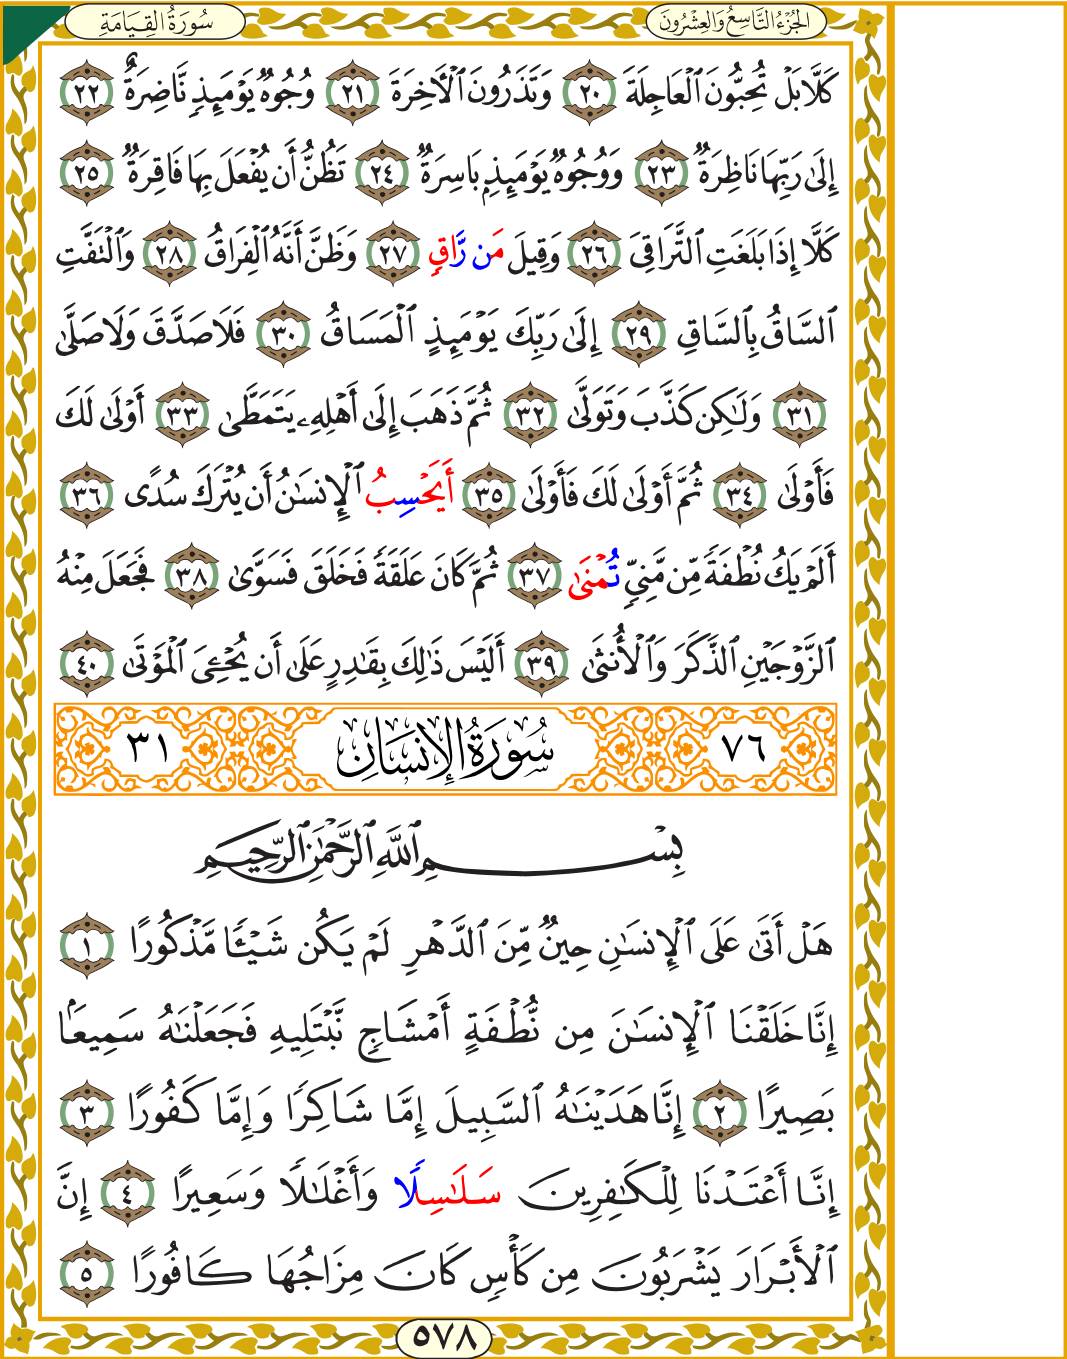 الجُزْءُ التَّاسِعُ وَالعِشْرُونَ
سُورَةُ القِيَامَةِ
كَلَّا بَلْ تُحِبُّونَ ٱلْعَاجِلَةَ ٢٠ وَتَذَرُونَ ٱلْأَخِرَةَ ٢١ وُجُوهٌ يَوْمَئِذٍ نَّاضِرَةٌ ٢٢
إِلَىٰ رَبِّهَا نَاظِرَةٌ ٢٣ وَوُجُوهٌ يَوْمَئِذٍ بَاسِرَةٌ ٢٤ تَظُنُّ أَن يُفْعَلَ بِهَا فَاقِرَةٌ ٢٥
كَلَّا إِذَا بَلَغَتِ ٱلتَّرَاقِىَ ٢٦ وَقِيلَ مَن رَّاقٍ ٢٧ وَظَنَّ أَنَّهُ ٱلْفِرَاقُ ٢٨ وَٱلْتَفَّتِ
ٱلسَّاقُ بِٱلسَّاقِ ٢٩ إِلَىٰ رَبِّكَ يَوْمَئِذٍ ٱلْمَسَاقُ ٣٠ فَلَا صَدَّقَ وَلَا صَلَّىٰ
٣١ وَلَٰكِن كَذَّبَ وَتَوَلَّىٰ ٣٢ ثُمَّ ذَهَبَ إِلَىٰ أَهْلِهِۦ يَتَمَطَّىٰ ٣٣ أَوْلَىٰ لَكَ
فَأَوْلَىٰ ٣٤ ثُمَّ أَوْلَىٰ لَكَ فَأَوْلَىٰ ٣٥ أَيَحْسِبُ ٱلْإِنسَٰنُ أَن يُتْرَكَ سُدًى ٣٦
أَلَمْ يَكُ نُطْفَةً مِّن مَّنِىٍّ تُمْنَىٰ ٣٧ ثُمَّ كَانَ عَلَقَةً فَخَلَقَ فَسَوَّىٰ ٣٨ فَجَعَلَ مِنْهُ
ٱلزَّوْجَيْنِ ٱلذَّكَرَ وَٱلْأُنثَىٰ ٣٩ أَلَيْسَ ذَٰلِكَ بِقَٰدِرٍ عَلَىٰ أَن يُحْـِۧىَ ٱلْمَوْتَىٰ ٤٠
٧٦ سُورَةُ الإِنسَانِ ٣١
بِسْمِ ٱللَّهِ ٱلرَّحْمَٰنِ ٱلرَّحِيمِ
هَلْ أَتَىٰ عَلَى ٱلْإِنسَٰنِ حِينٌ مِّنَ ٱلدَّهْرِ لَمْ يَكُن شَيْـًٔا مَّذْكُورًا ١
إِنَّا خَلَقْنَا ٱلْإِنسَٰنَ مِن نُّطْفَةٍ أَمْشَاجٍ نَّبْتَلِيهِ فَجَعَلْنَٰهُ سَمِيعَۢا
بَصِيرًا ٢ إِنَّا هَدَيْنَٰهُ ٱلسَّبِيلَ إِمَّا شَاكِرًا وَإِمَّا كَفُورًا ٣
إِنَّا أَعْتَدْنَا لِلْكَٰفِرِينَ سَلَٰسِلًا وَأَغْلَٰلًا وَسَعِيرًا ٤ إِنَّ
ٱلْأَبْرَارَ يَشْرَبُونَ مِن كَأْسٍ كَانَ مِزَاجُهَا كَافُورًا ٥
٥٧٨